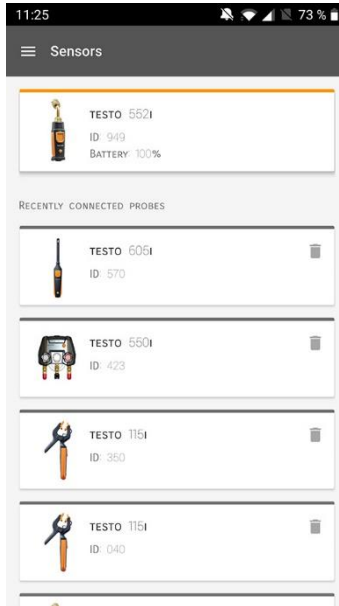 11:25
73 %
Sensors
TESTO 552I
ID: 949
BATTERY: 100%
RECENTLY CONNECTED PROBES
TESTO 605I
ID: 570
TESTO 550I
ID: 423
TESTO 115I
ID: 350
TESTO 115I
ID: 040